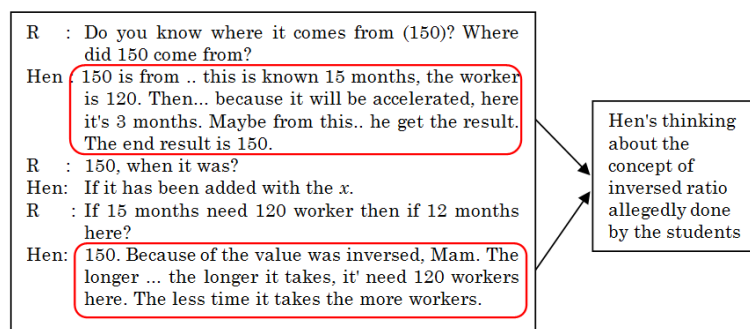 R : Do you know where it comes from (150)? Where
did 150 come from?
Hen : 150 is from .. this is known 15 months, the worker
is 120. Then... because it will be accelerated, here
it's 3 months. Maybe from this.. he get the result.
The end result is 150.
R : 150, when it was?
Hen: If it has been added with the x.
R : If 15 months need 120 worker then if 12 months
here?
Hen: 150. Because of the value was inversed, Mam. The
longer ... the longer it takes, it' need 120 workers
here. The less time it takes the more workers.
Hen's thinking
about the
concept of
inversed ratio
allegedly done
by the students